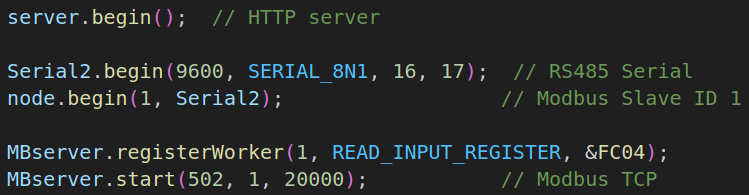 server.begin();  // HTTP server
Serial2.begin(9600, SERIAL_8N1, 16, 17);  // RS485 Serial
node.begin(1, Serial2);                  // Modbus Slave ID 1
MBserver.registerWorker(1, READ_INPUT_REGISTER, &FC04);
MBserver.start(502, 1, 20000);           // Modbus TCP